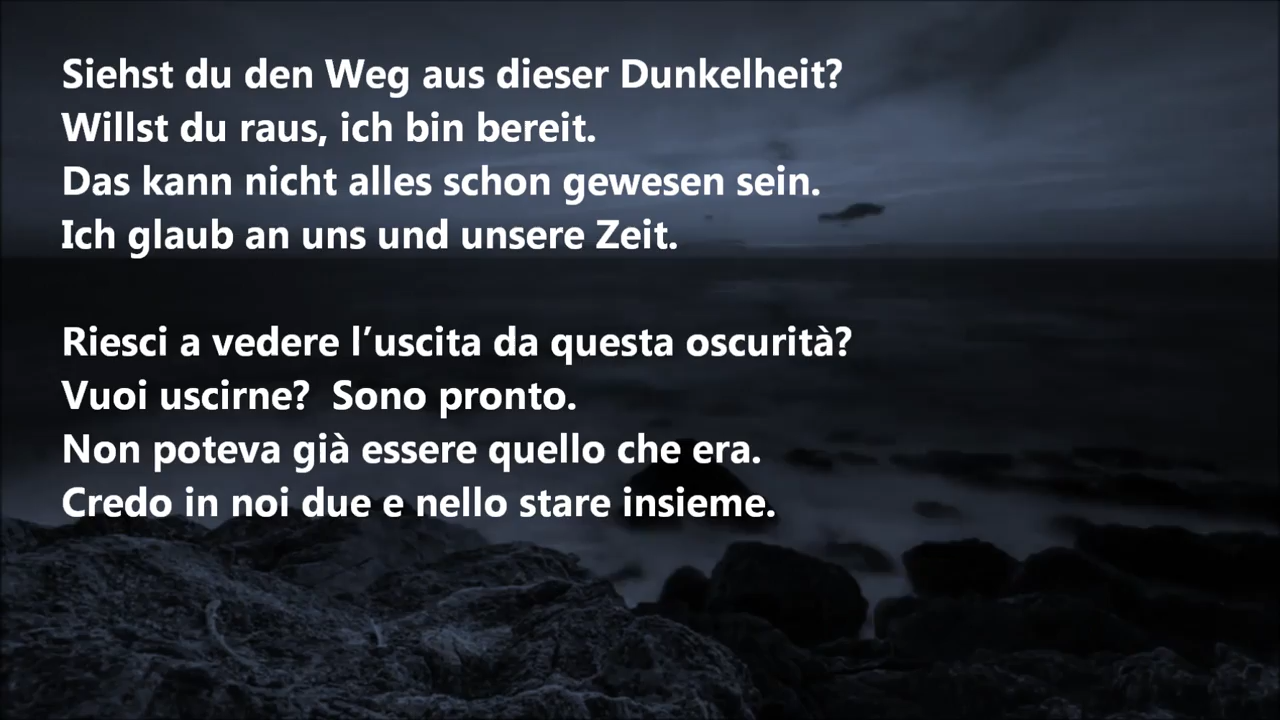 Siehst du den Weg aus dieser Dunkelheit?
Willst du raus, ich bin bereit.
Das kann nicht alles schon gewesen sein.
Ich glaub an uns und unsere Zeit.
Riesci a vedere l’uscita da questa oscurità?
Vuoi uscirne?  Sono pronto.
Non poteva già essere quello che era.
Credo in noi due e nello stare insieme.